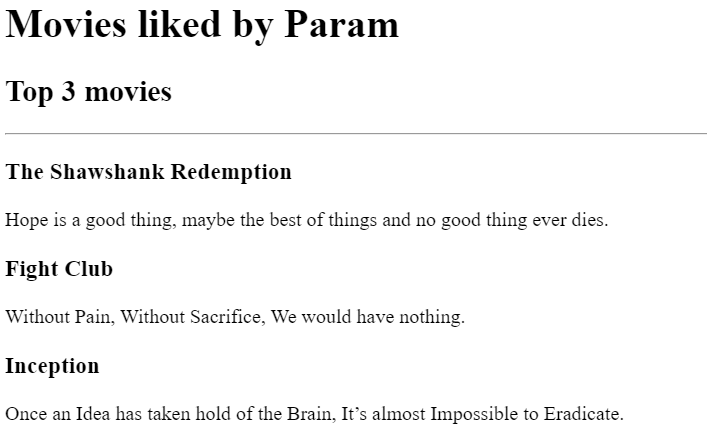 Movies liked by Param
Top 3 movies
The Shawshank Redemption
Hope is a good thing, maybe the best of things and no good thing ever dies.
Fight Club
Without Pain, Without Sacrifice, We would have nothing.
Inception
Once an Idea has taken hold of the Brain, It’s almost Impossible to Eradicate.